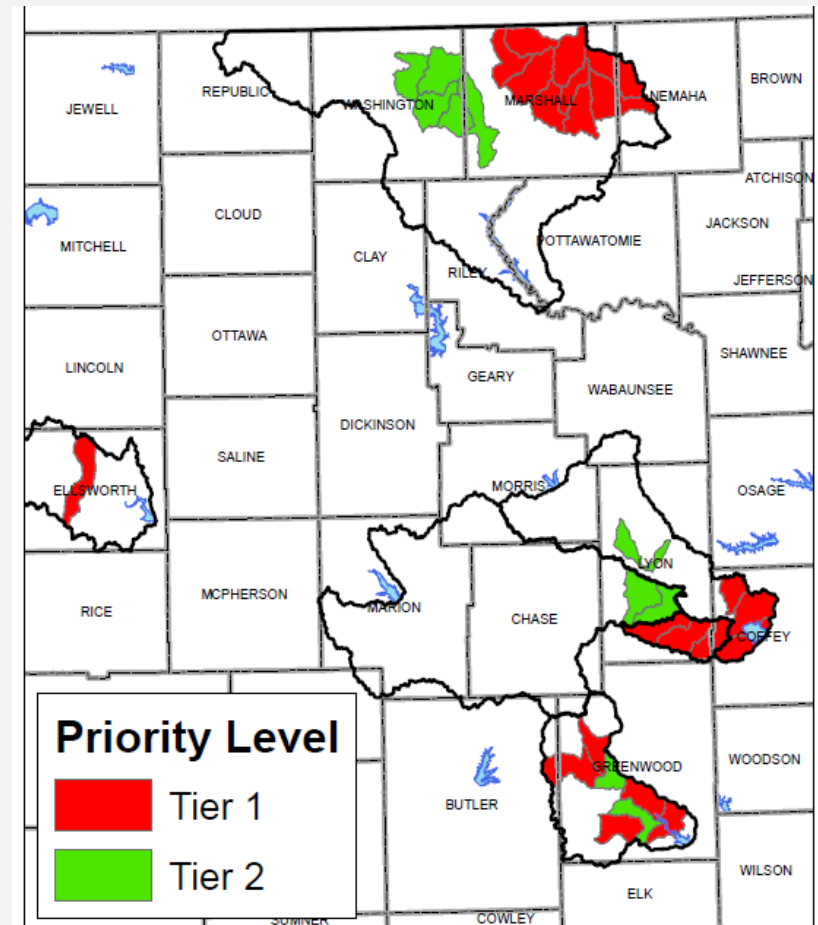 BROWN
REPUBLIC
NEMAHA
JEWELL
WASHINGTON
MARSHALL
ATCHISON
CLOUD
JACKSON
MITCHELL
POTTAWATOMIE
CLAY
RILEY
JEFFERSON
OTTAWA
SHAWNEE
LINCOLN
GEARY
WABAUNSEE
DICKINSON
SALINE
MORRIS
ELLSWORTH
OSAGE
LYON
MCPHERSON
MARION
RICE
CHASE
COFFEY
Priority Level
Tier 1
Tier 2
GREENWOOD
WOODSON
BUTLER
WILSON
ELK
SUMNER
COWLEY